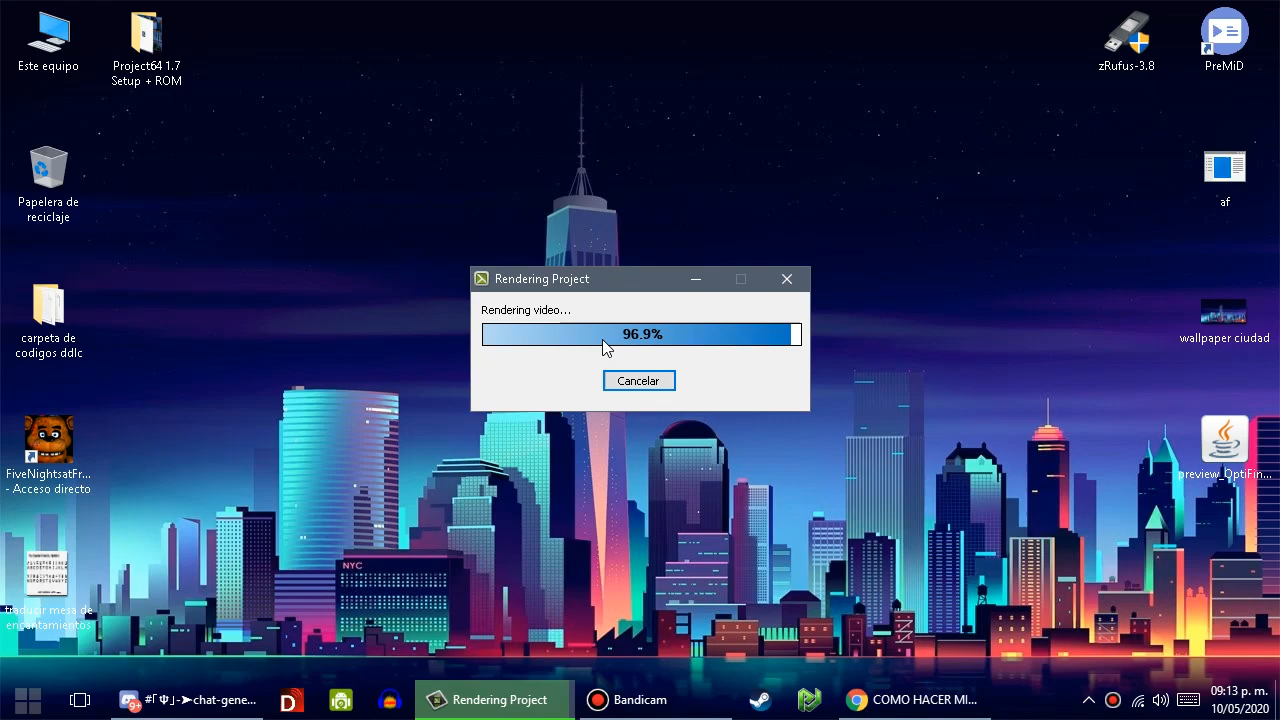 Este equipo
Project64 1.7
Setup + ROM
zRufus-3.8
PreMiD
Papelera de
reciclaje
af
Rendering Project
Rendering video...
96.9%
Cancelar
carpeta de
codigos ddlc
wallpaper ciudad
FiveNightsatFr...
- Acceso directo
preview_OptiFin...
NYC
traducir mesa de
encantamientos
9+
chat-gene...
Rendering Project
Bandicam
COMO HACER MI...
09:13 p. m.
10/05/2020